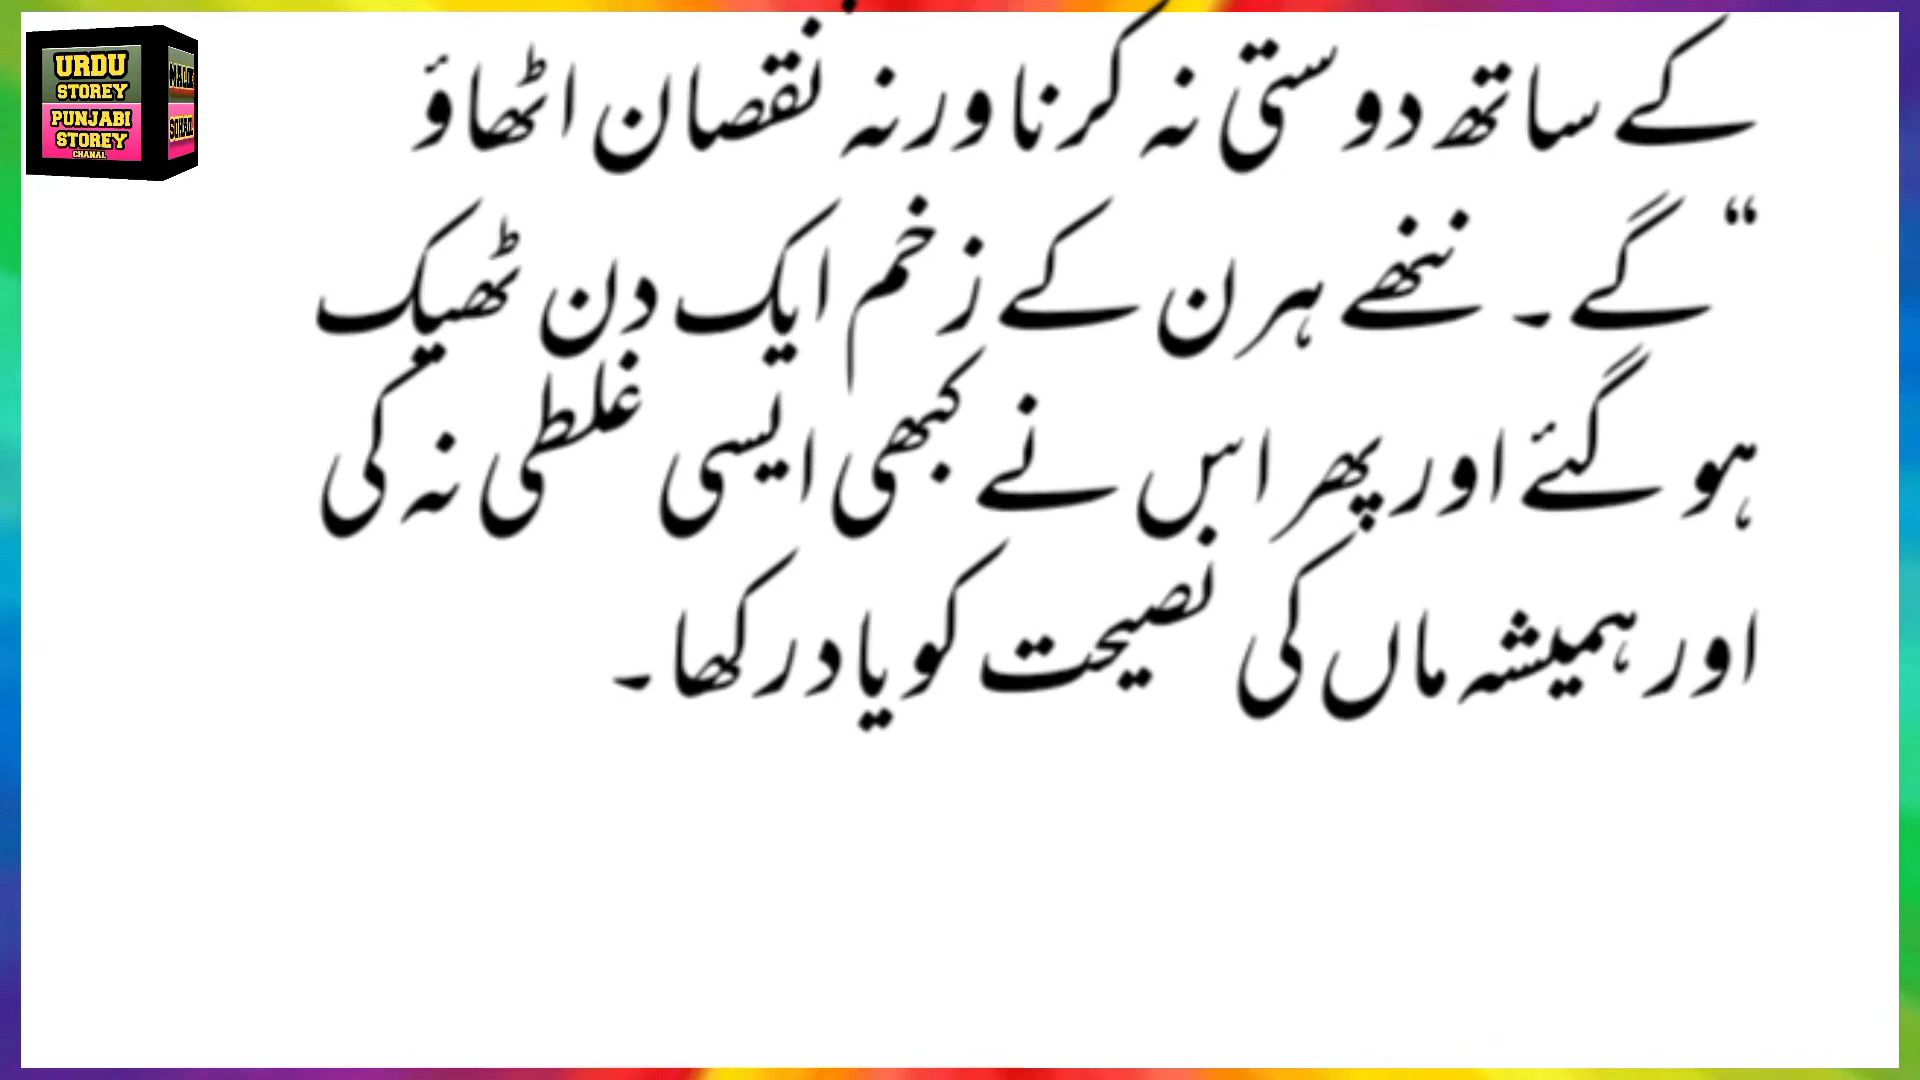 URDU
STOREY
PUNJABI
STOREY
CHANAL
کے ساتھ دوستی نہ کرنا ورنہ نقصان اٹھاؤ
“گے۔ ننھے ہرن کے زخم ایک دن ٹھیک
ہو گئے اور پھر اس نے کبھی ایسی غلطی نہ کی
اور ہمیشہ ماں کی نصیحت کو یاد رکھا۔